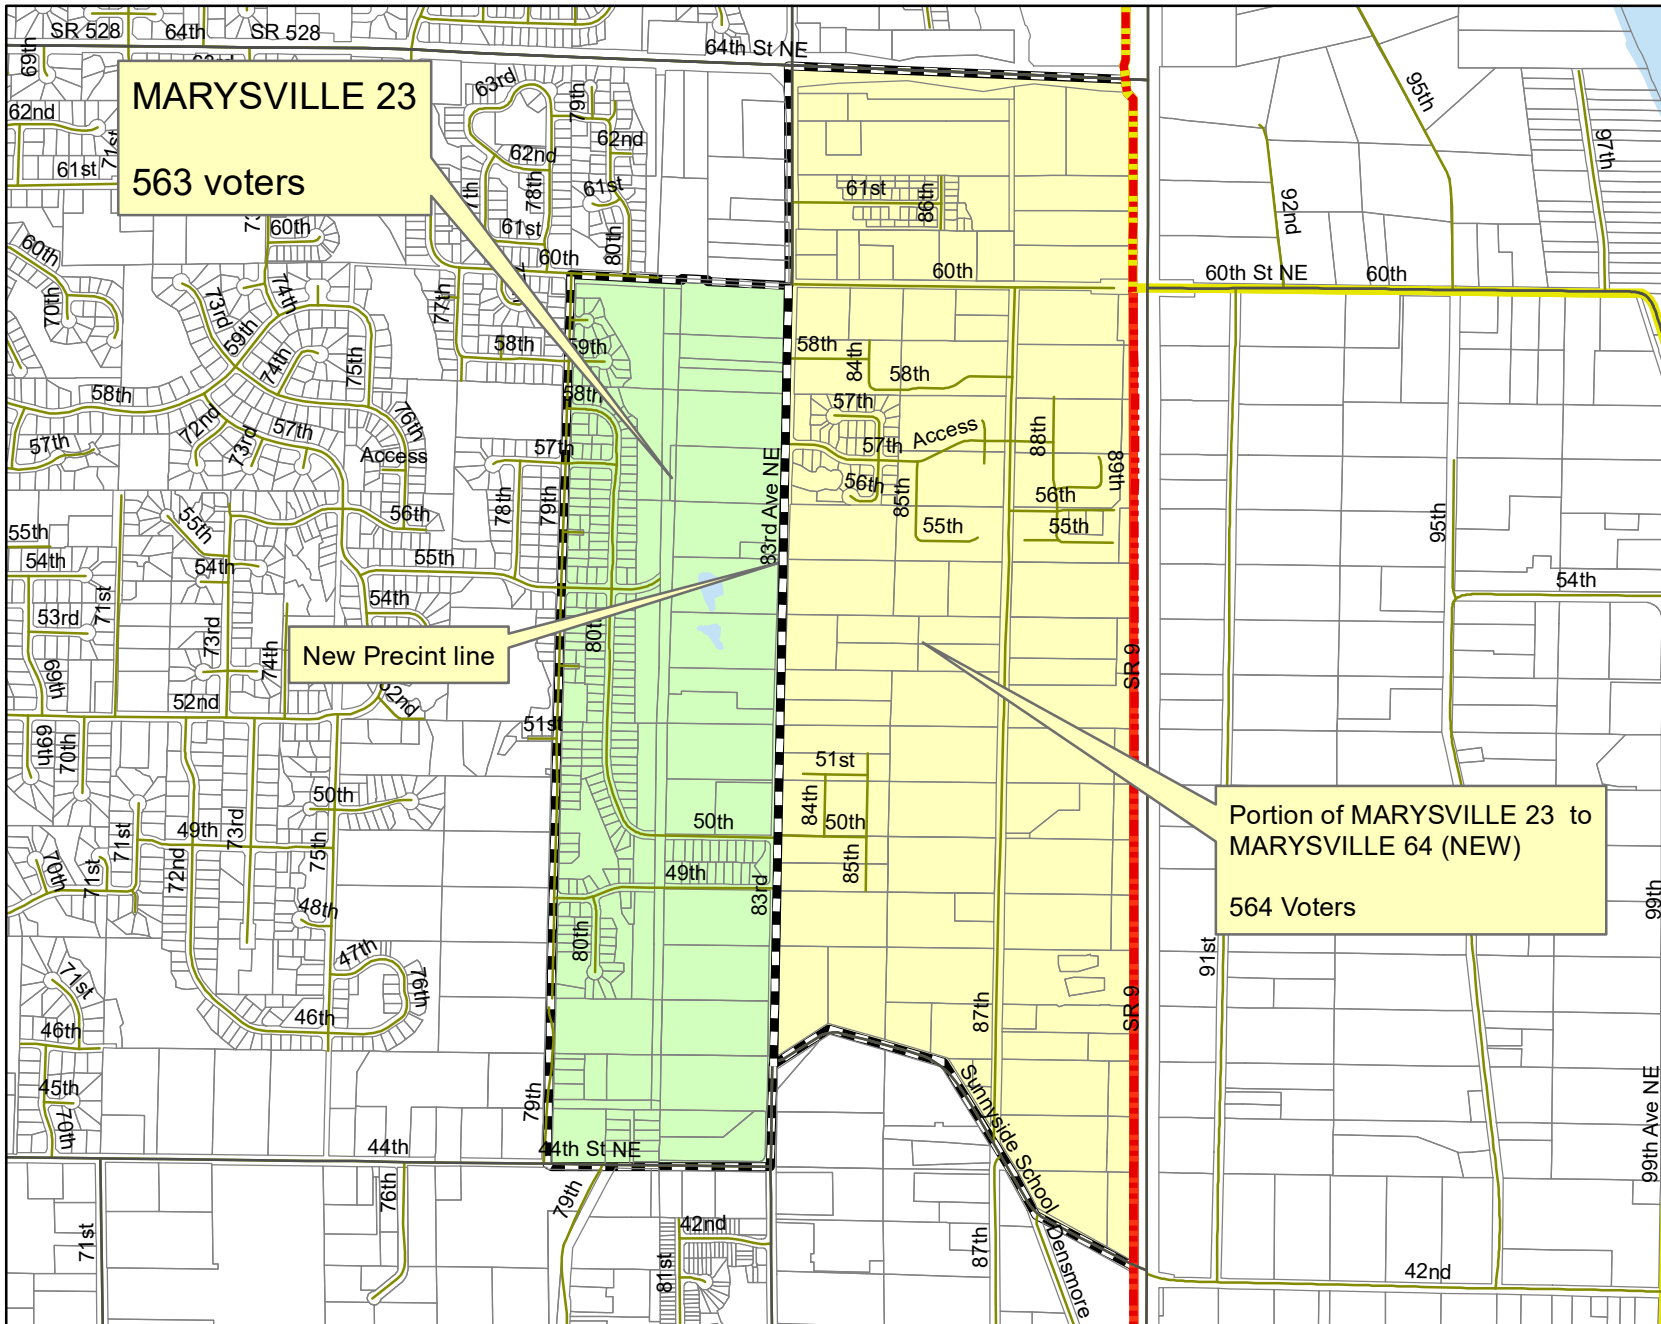 SR 528
64th
SR 528
64th St NE
69th
63rd
79th
95th
MARYSVILLE 23
563 voters
62nd
71st
61st
62nd
62nd
78th
61st
61st
60th
80th
60th
97th
92nd
61st
86th
60th
60th St NE
60th
60th
70th
73rd
74th
59th
74th
75th
77th
58th
59th
58th
58th
84th
58th
58th
72nd
73rd
57th
76th
Access
57th
57th
78th
79th
57th
57th
Access
56th
85th
88th
89th
56th
55th
55th
83rd Ave NE
95th
55th
54th
55th
54th
56th
55th
54th
54th
53rd
71st
73rd
74th
69th
52nd
52nd
New Precint line
80th
SR 9
51st
69th
70th
50th
49th
71st
73rd
75th
72nd
70th
71st
48th
47th
76th
46th
71st
46th
45th
70th
51st
84th
50th
50th
85th
49th
83rd
80th
Portion of MARYSVILLE 23 to
MARYSVILLE 64 (NEW)
564 Voters
91st
99th
87th
SR 9
Sunnyside School
Densmore
79th
44th
44th St NE
76th
71st
79th
42nd
81st
87th
42nd
99th Ave NE